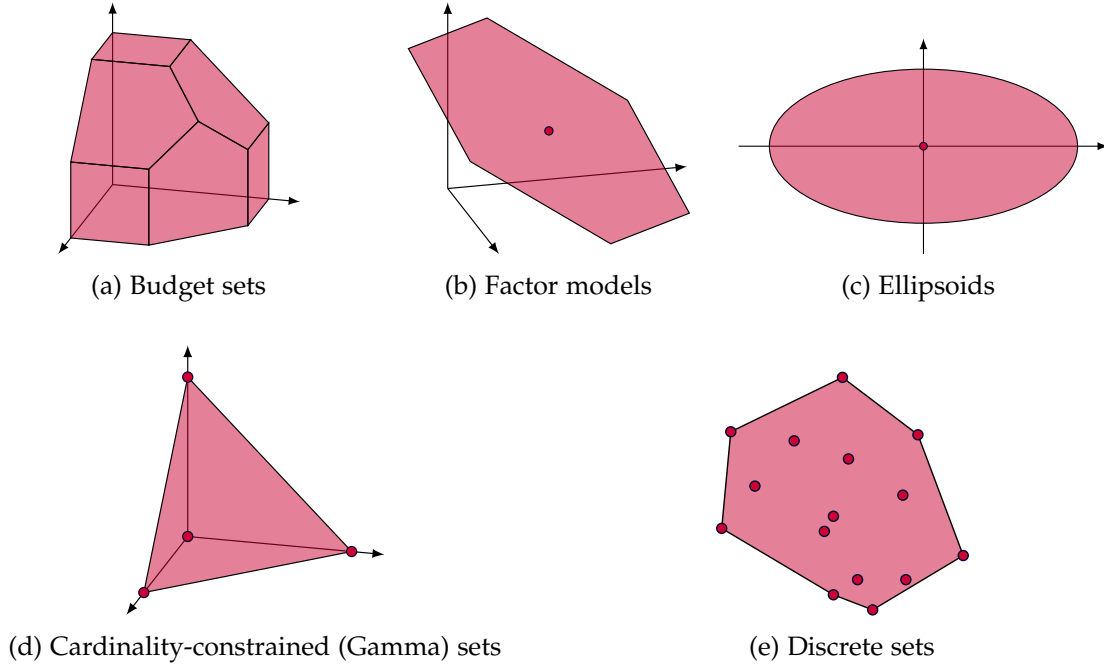 (a) Budget sets
(b) Factor models
(c) Ellipsoids
(d) Cardinality-constrained (Gamma) sets
(e) Discrete sets